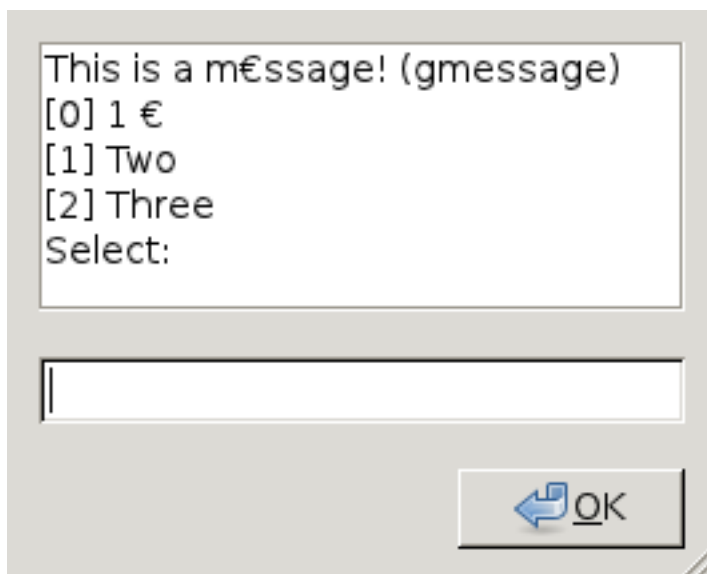 This is a m€ssage! (gmessage)
[0] 1 €
[1] Two
[2] Three
Select:
OK